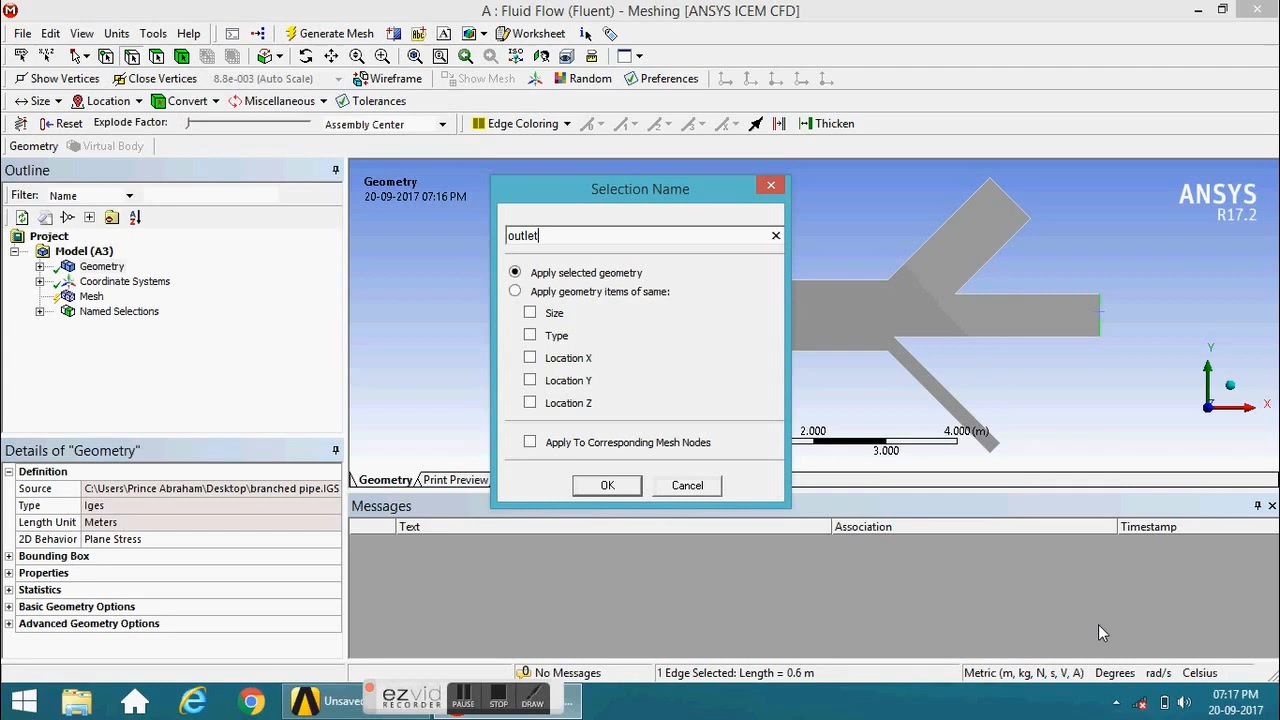 A : Fluid Flow (Fluent) - Meshing [ANSYS ICEM CFD]
File Edit View Units Tools Help Generate Mesh Worksheet
Show Vertices Close Vertices 8.8e-003 (Auto Scale) Wireframe Show Mesh Random Preferences
Size Location Convert Miscellaneous Tolerances
Reset Explode Factor: Assembly Center Edge Coloring Thicken
Geometry Virtual Body
Outline
Filter: Name
Project
Model (A3)
Geometry
Coordinate Systems
Mesh
Named Selections
Details of "Geometry"
Definition
Source C:\Users\Prince Abraham\Desktop\branched pipe.IGS
Type Iges
Length Unit Meters
2D Behavior Plane Stress
Bounding Box
Properties
Statistics
Basic Geometry Options
Advanced Geometry Options
Geometry
20-09-2017 07:16 PM
ANSYS
R17.2
Selection Name
outlet
Apply selected geometry
Apply geometry items of same:
Size
Type
Location X
Location Y
Location Z
Apply To Corresponding Mesh Nodes
OK Cancel
Y
X
2.000 4.000 (m)
3.000
Geometry Print Preview
Messages
Text Association Timestamp
No Messages 1 Edge Selected: Length = 0.6 m Metric (m, kg, N, s, V, A) Degrees rad/s Celsius
Unsaved
ezvid
RECORDER
PAUSE STOP DRAW
07:17 PM
20-09-2017